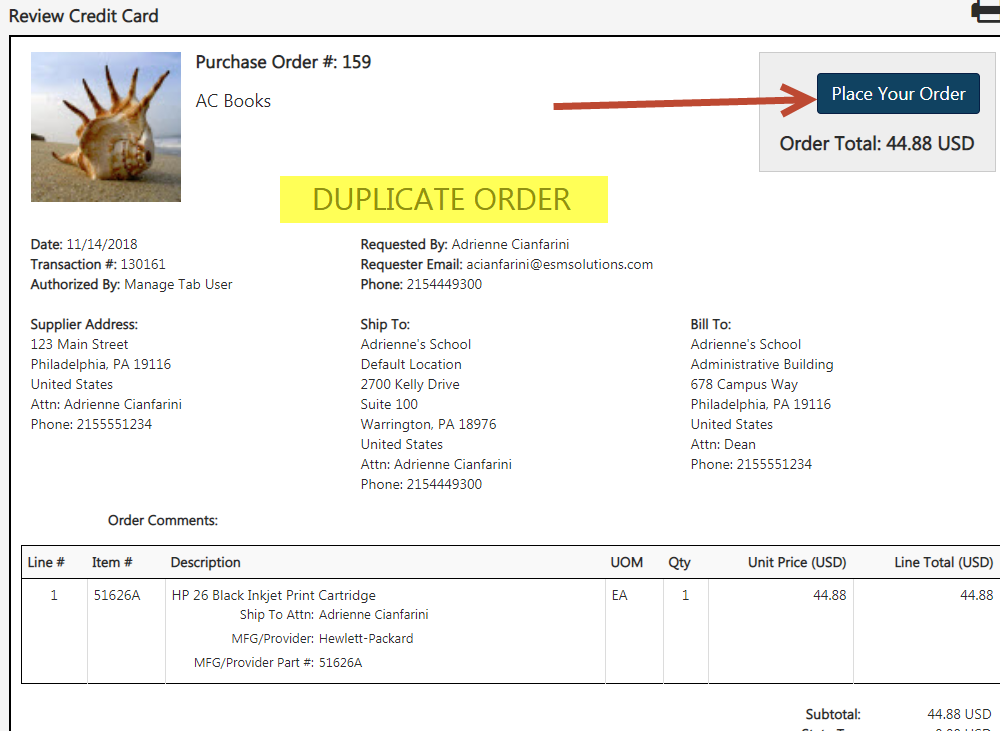 Review Credit Card
Purchase Order #: 159
AC Books
Place Your Order
Order Total: 44.88 USD
DUPLICATE ORDER
Date: 11/14/2018
Transaction #: 130161
Authorized By: Manage Tab User
Requested By: Adrienne Cianfarini
Requester Email: acianfarini@esmsolutions.com
Phone: 2154449300
Supplier Address:
123 Main Street
Philadelphia, PA 19116
United States
Attn: Adrienne Cianfarini
Phone: 2155551234
Ship To:
Adrienne's School
Default Location
2700 Kelly Drive
Suite 100
Warrington, PA 18976
United States
Attn: Adrienne Cianfarini
Phone: 2154449300
Bill To:
Adrienne's School
Administrative Building
678 Campus Way
Philadelphia, PA 19116
United States
Attn: Dean
Phone: 2155551234
Order Comments:
Line # Item # Description UOM Qty Unit Price (USD) Line Total (USD)
1 51626A HP 26 Black Inkjet Print Cartridge EA 1 44.88 44.88
Ship To Attn: Adrienne Cianfarini
MFG/Provider: Hewlett-Packard
MFG/Provider Part #: 51626A
Subtotal: 44.88 USD